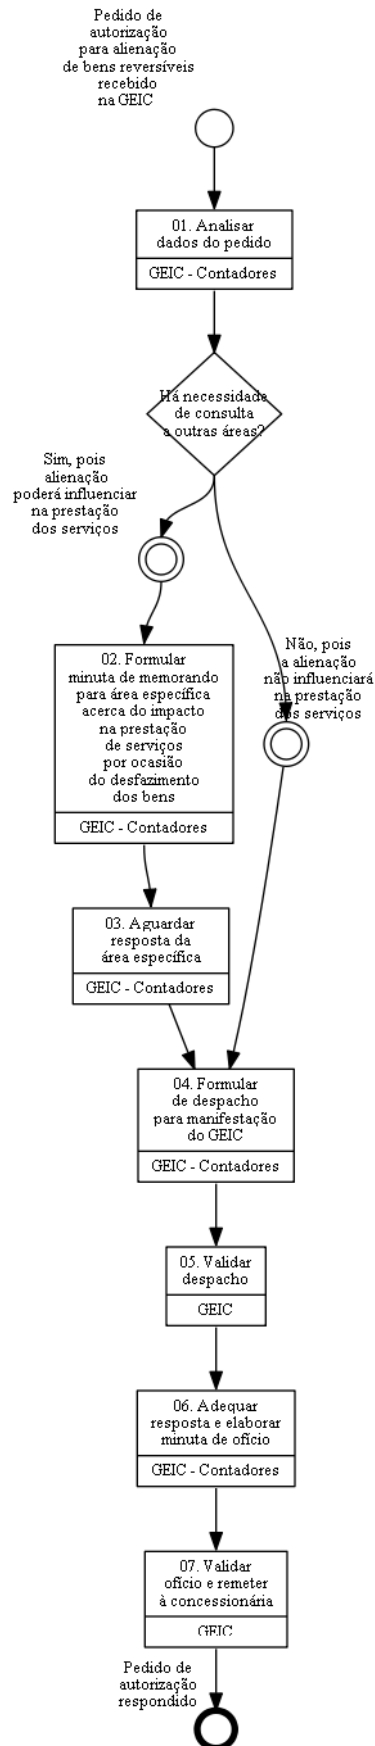 Pedido de
autorização
para alienação
de bens reversíveis
recebido
na GEIC
01. Analisar
dados do pedido
GEIC - Contadores
Há necessidade
de consulta
a outras áreas?
Sim, pois
alienação
poderá influenciar
na prestação
dos serviços
Não, pois
a alienação
não influenciará
na prestação
dos serviços
02. Formular
minuta de memorando
para área específica
acerca do impacto
na prestação
de serviços
por ocasião
do desfazimento
dos bens
GEIC - Contadores
03. Aguardar
resposta da
área específica
GEIC - Contadores
04. Formular
de despacho
para manifestação
do GEIC
GEIC - Contadores
05. Validar
despacho
GEIC
06. Adequar
resposta e elaborar
minuta de ofício
GEIC - Contadores
07. Validar
ofício e remeter
à concessionária
GEIC
Pedido de
autorização
respondido